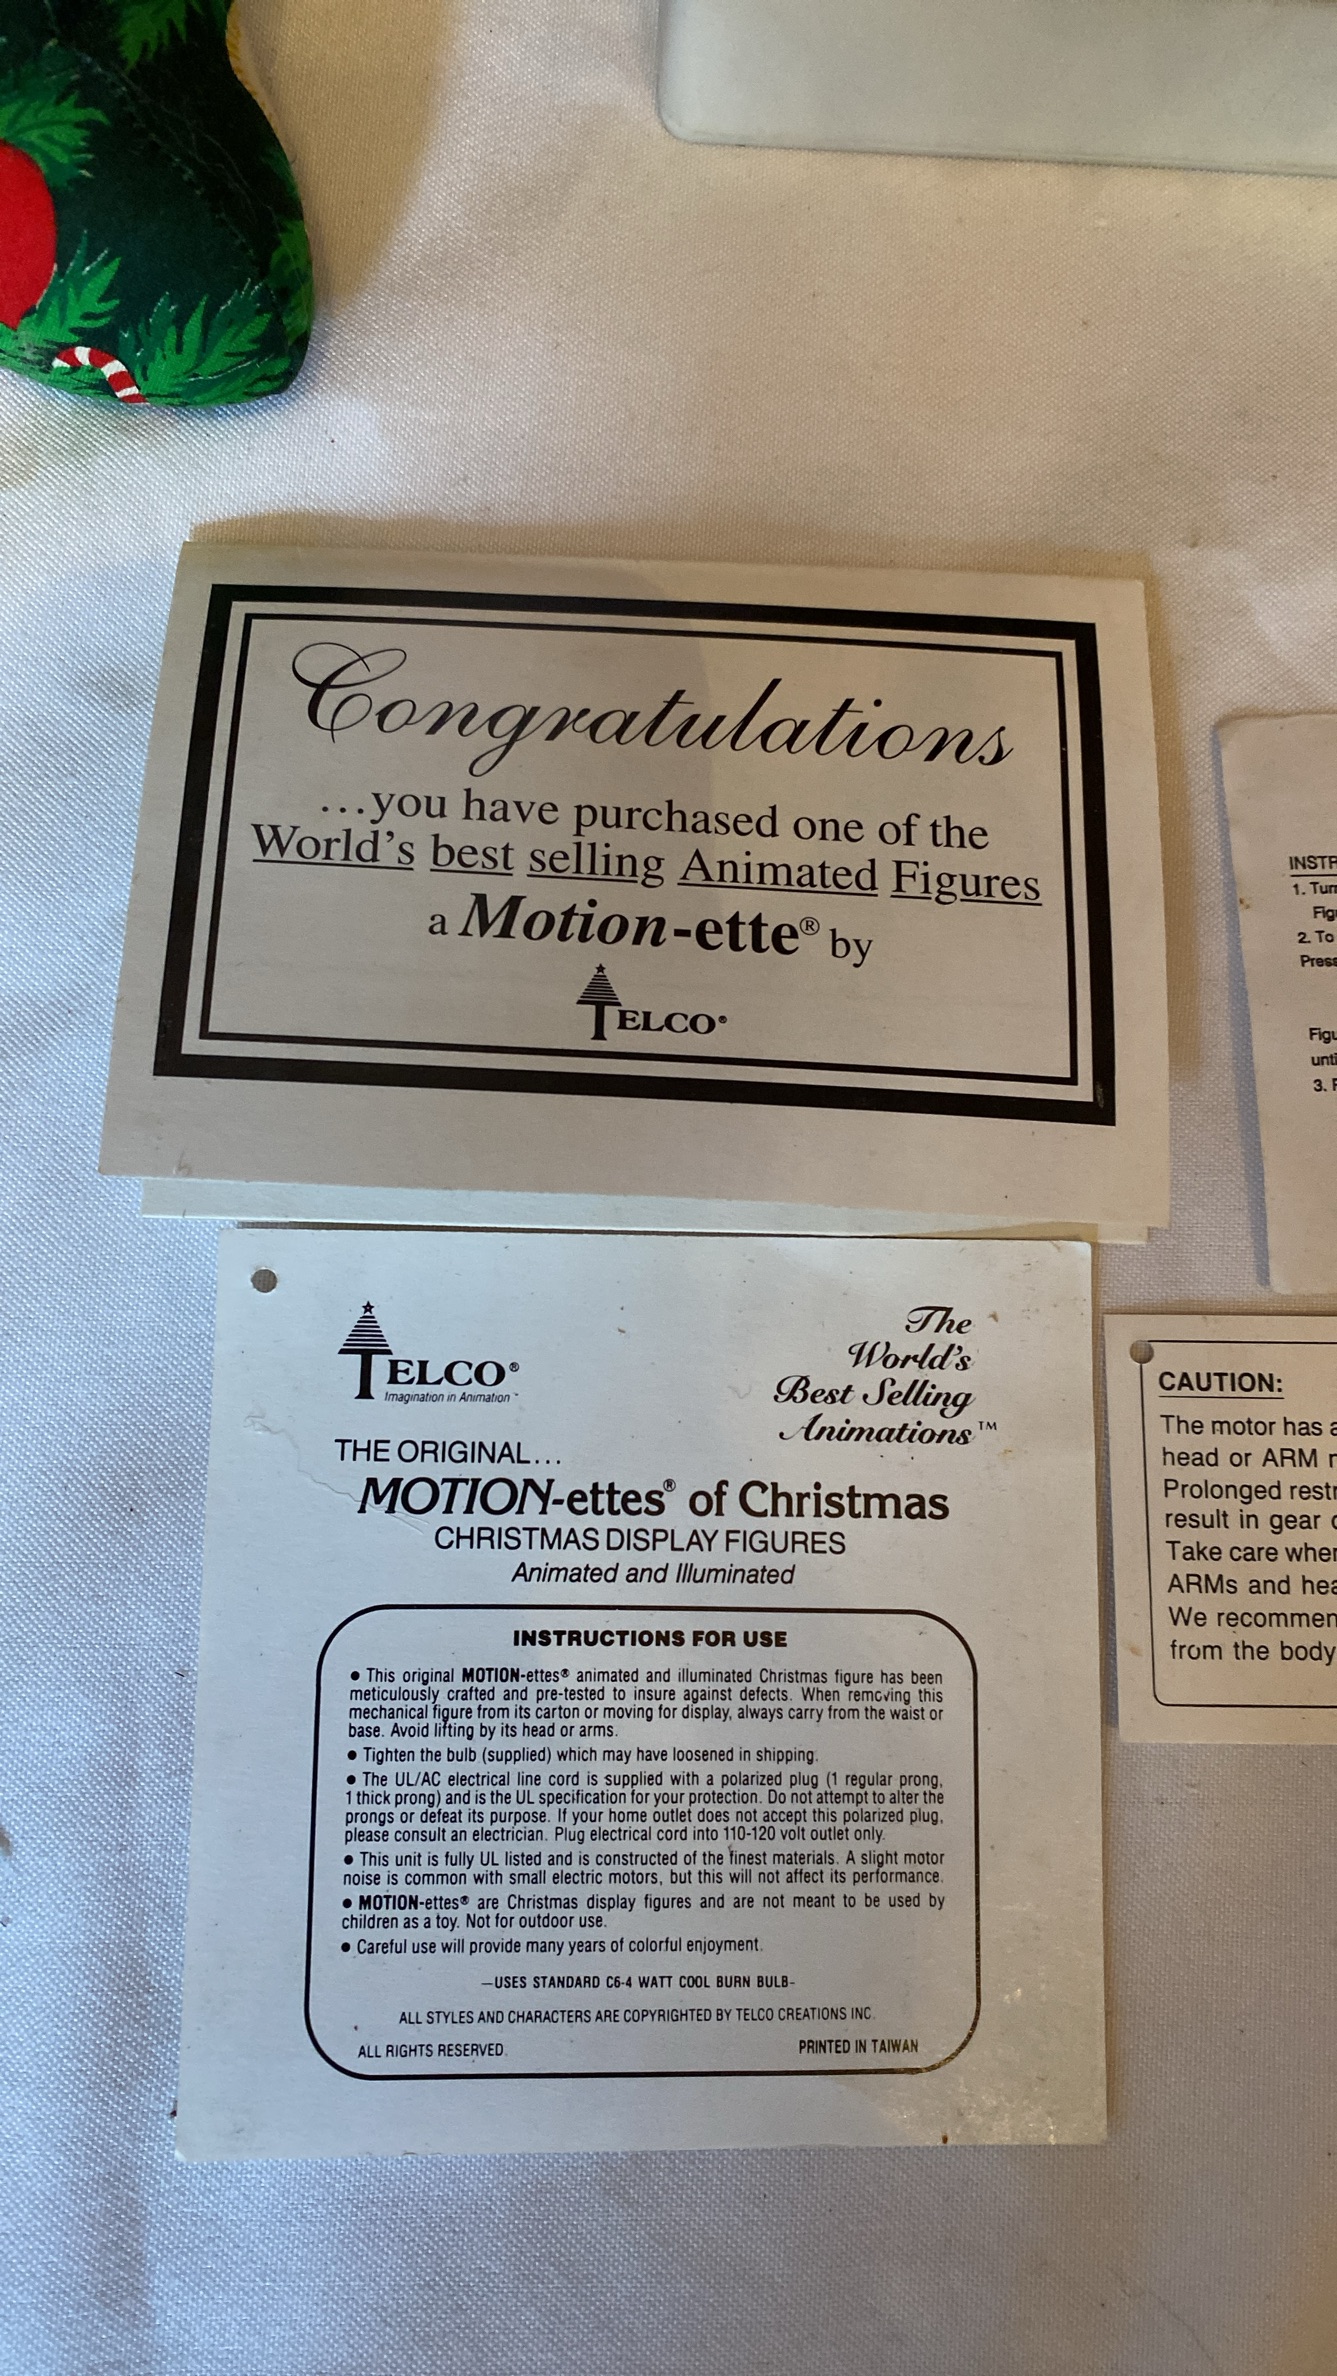 Congratulations
...you have purchased one of the
World's best selling Animated Figures
a Motion-ette® by
TELCO®
TELCO®
Imagination in Animation™
The
World's
Best Selling
Animations™
THE ORIGINAL...
MOTION-ettes® of Christmas
CHRISTMAS DISPLAY FIGURES
Animated and Illuminated
INSTRUCTIONS FOR USE
• This original MOTION-ettes® animated and illuminated Christmas figure has been
meticulously crafted and pre-tested to insure against defects. When removing this
mechanical figure from its carton or moving for display, always carry from the waist or
base. Avoid lifting by its head or arms.
• Tighten the bulb (supplied) which may have loosened in shipping.
• The UL/AC electrical line cord is supplied with a polarized plug (1 regular prong,
1 thick prong) and is the UL specification for your protection. Do not attempt to alter the
prongs or defeat its purpose. If your home outlet does not accept this polarized plug,
please consult an electrician. Plug electrical cord into 110-120 volt outlet only.
• This unit is fully UL listed and is constructed of the finest materials. A slight motor
noise is common with small electric motors, but this will not affect its performance.
• MOTION-ettes® are Christmas display figures and are not meant to be used by
children as a toy. Not for outdoor use.
• Careful use will provide many years of colorful enjoyment.
—USES STANDARD C6-4 WATT COOL BURN BULB-
ALL STYLES AND CHARACTERS ARE COPYRIGHTED BY TELCO CREATIONS INC.
ALL RIGHTS RESERVED.
PRINTED IN TAIWAN
1. Turn
2. To
Press
3.
CAUTION:
The motor has a
head or ARM
Prolonged
result in gear
Take care when
ARMs and
We
from the body